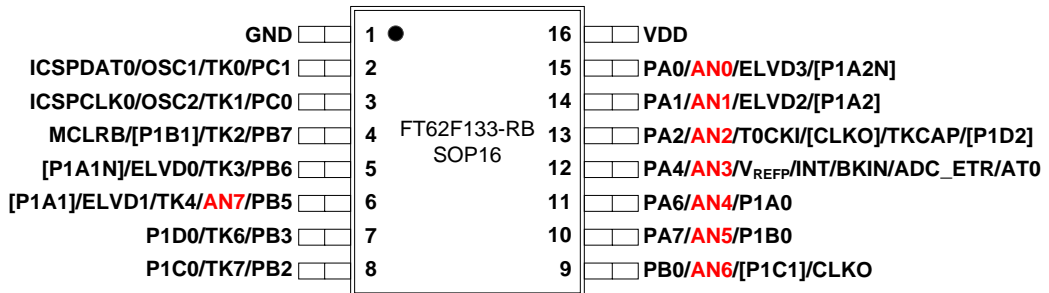 GND 1 16 VDD
ICSPDAT0/OSC1/TK0/PC1 2 15 PA0/AN0/ELVD3/[P1A2N]
ICSPCLK0/OSC2/TK1/PC0 3 14 PA1/AN1/ELVD2/[P1A2]
MCLRB/[P1B1]/TK2/PB7 4 FT62F133-RB 13 PA2/AN2/T0CKI/[CLKO]/TKCAP/[P1D2]
SOP16
[P1A1N]/ELVD0/TK3/PB6 5 12 PA4/AN3/VREFP/INT/BKIN/ADC_ETR/AT0
[P1A1]/ELVD1/TK4/AN7/PB5 6 11 PA6/AN4/P1A0
P1D0/TK6/PB3 7 10 PA7/AN5/P1B0
P1C0/TK7/PB2 8 9 PB0/AN6/[P1C1]/CLKO